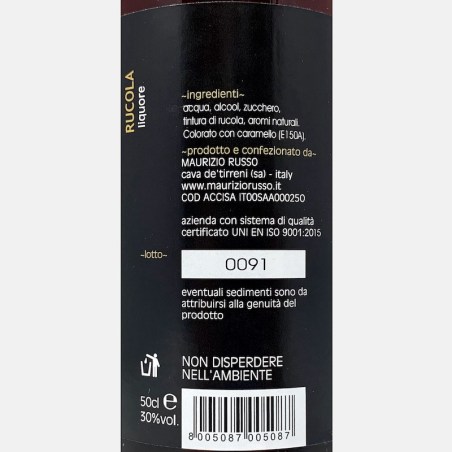 RUCOLA
liquore
~ingredienti~
acqua, alcool, zucchero,
tintura di rucola, aromi naturali.
Colorato con caramello (E150A).
~prodotto e confezionato da~
MAURIZIO RUSSO
cava de'tirreni (sa) - italy
www.mauriziorusso.it
COD ACCISA IT00SAA000250
azienda con sistema di qualità
certificato UNI EN ISO 9001:2015
~lotto~
0091
eventuali sedimenti sono da
attribuirsi alla genuità del
prodotto
NON DISPERDERE
NELL'AMBIENTE
50cl e
30%vol.
8 005087 005087